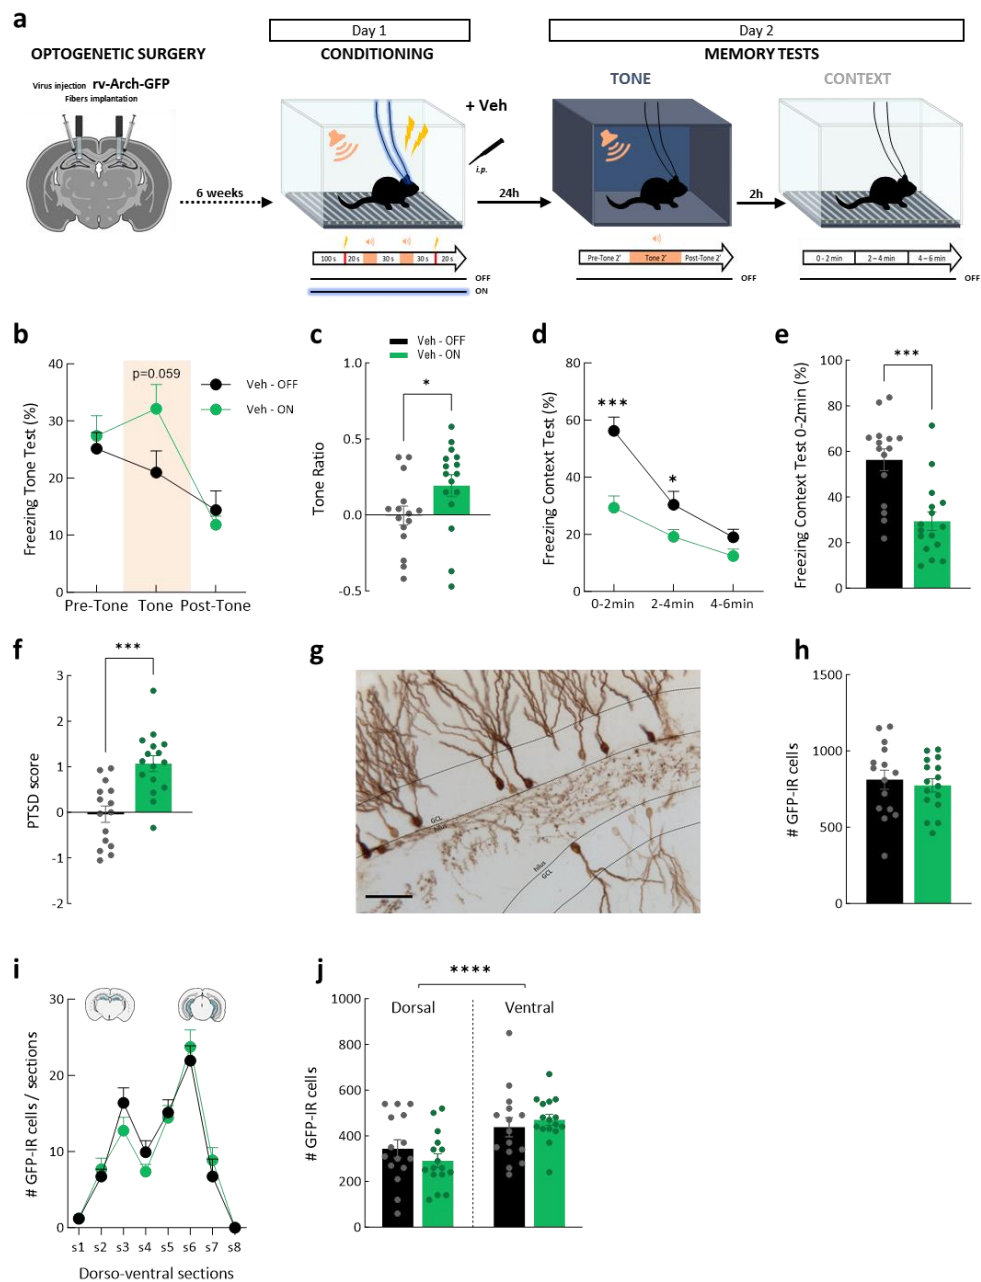 a
Day 1
Day 2
OPTOGENETIC SURGERY
CONDITIONING
MEMORY TESTS
Virus injection rv-Arch-GFP
Fibers implantation
TONE
CONTEXT
+ Veh
i.p.
6 weeks
24h
2h
100 s 20 s 30 s 30 s 20 s
Pre-Tone 2' Tone 2' Post-Tone 2'
0 - 2 min 2 – 4 min 4 – 6 min
OFF
ON
OFF
OFF
b
Freezing Tone Test (%)
40
30
20
10
0
p=0.059
Veh - OFF
Veh - ON
Pre-Tone Tone Post-Tone
c
Veh - OFF
Veh - ON
Tone Ratio
1.0
0.5
0.0
-0.5
*
d
Freezing Context Test (%)
80
60
40
20
0
***
*
0-2min 2-4min 4-6min
e
Freezing Context Test 0-2min (%)
100
80
60
40
20
0
***
f
PTSD score
3
2
1
0
-1
-2
***
g
GCL
hilus
hilus
GCL
h
# GFP-IR cells
1500
1000
500
0
i
# GFP-IR cells / sections
30
20
10
0
s1 s2 s3 s4 s5 s6 s7 s8
Dorso-ventral sections
j
# GFP-IR cells
1000
800
600
400
200
0
****
Dorsal Ventral